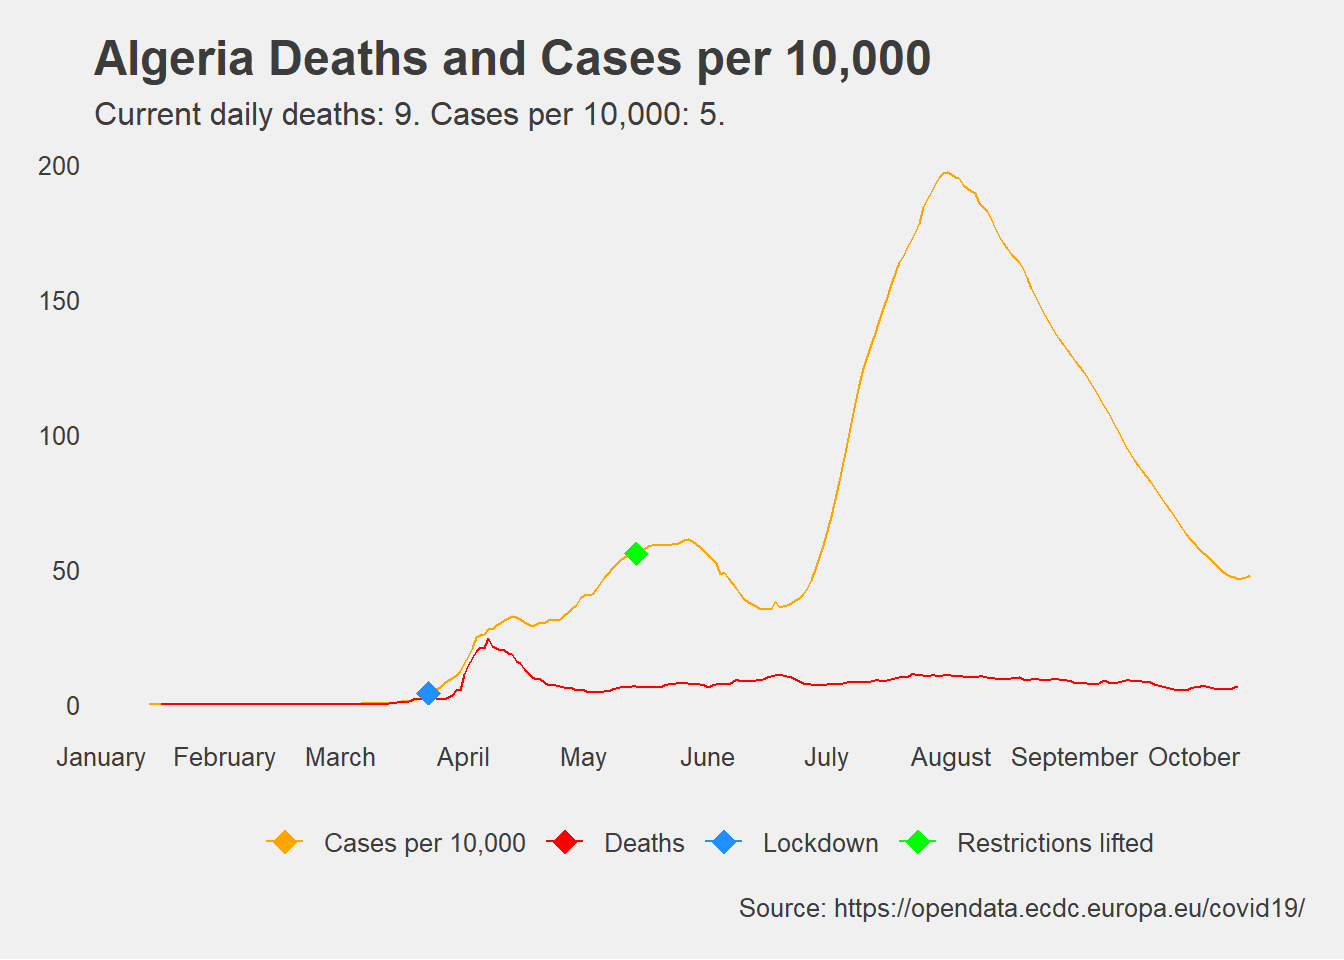 Algeria Deaths and Cases per 10,000
Current daily deaths: 9. Cases per 10,000: 5.
200
150
100
50
0
January February March April May June July August September October
Cases per 10,000 Deaths Lockdown Restrictions lifted
Source: https://opendata.ecdc.europa.eu/covid19/